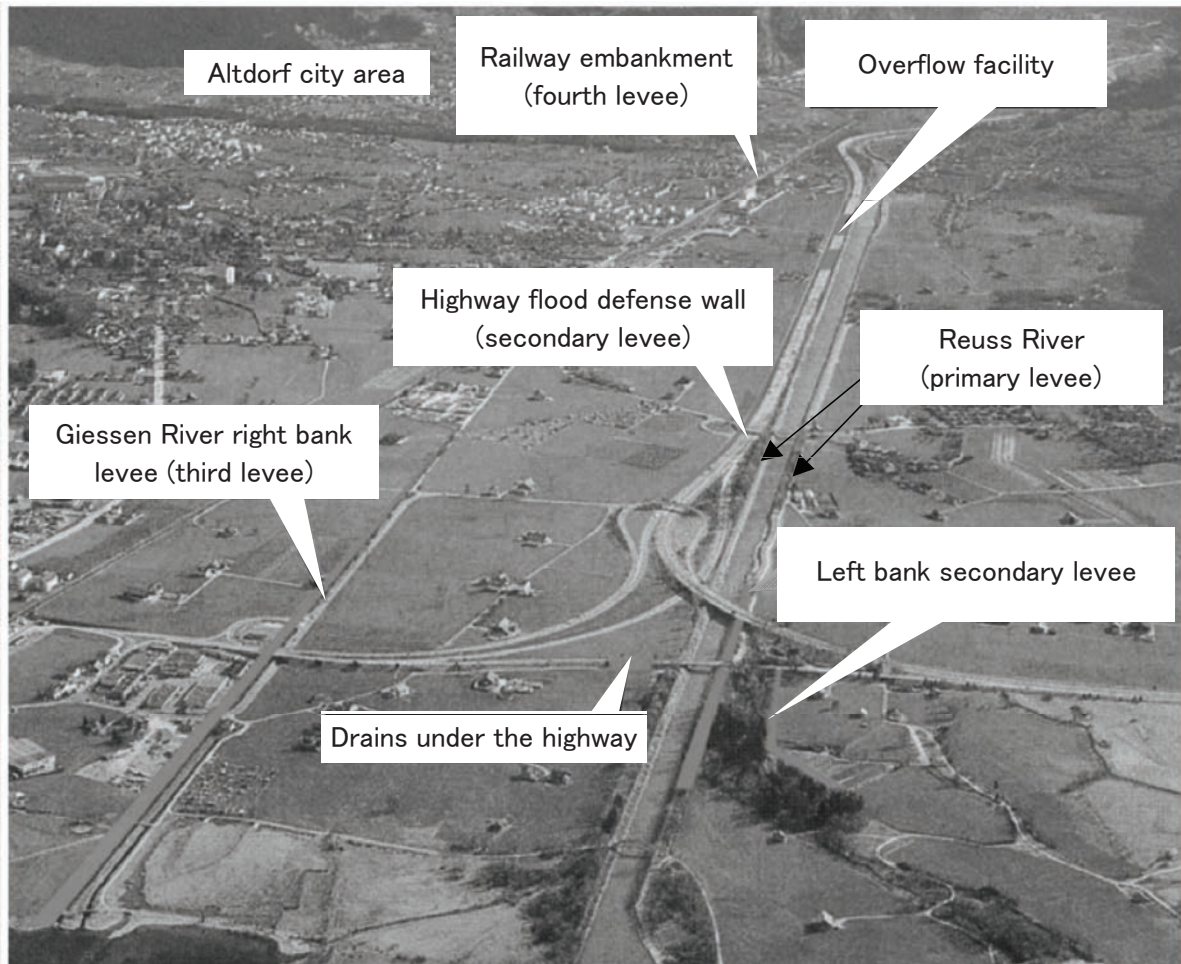 Altdorf city area
Railway embankment
(fourth levee)
Overflow facility
Highway flood defense wall
(secondary levee)
Reuss River
(primary levee)
Giessen River right bank
levee (third levee)
Left bank secondary levee
Drains under the highway